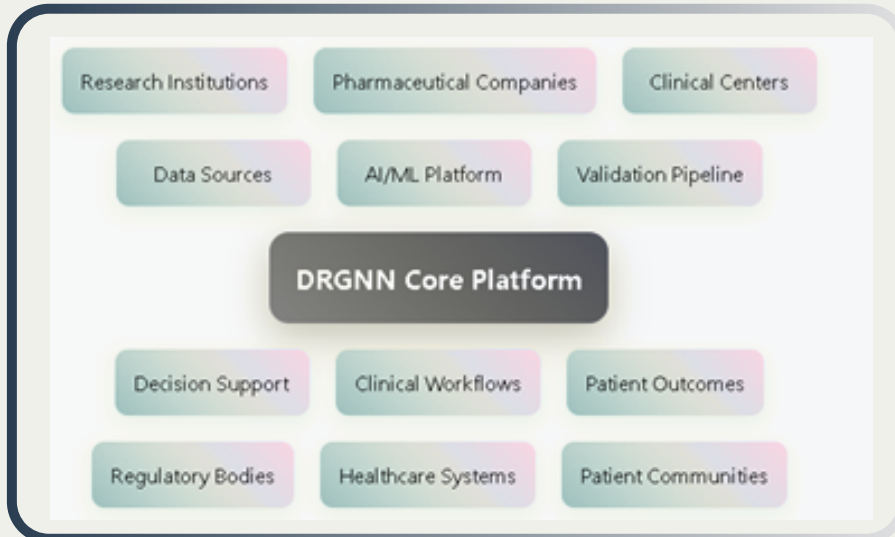 Research Institutions Pharmaceutical Companies Clinical Centers
Data Sources AI/ML Platform Validation Pipeline
DRGNN Core Platform
Decision Support Clinical Workflows Patient Outcomes
Regulatory Bodies Healthcare Systems Patient Communities